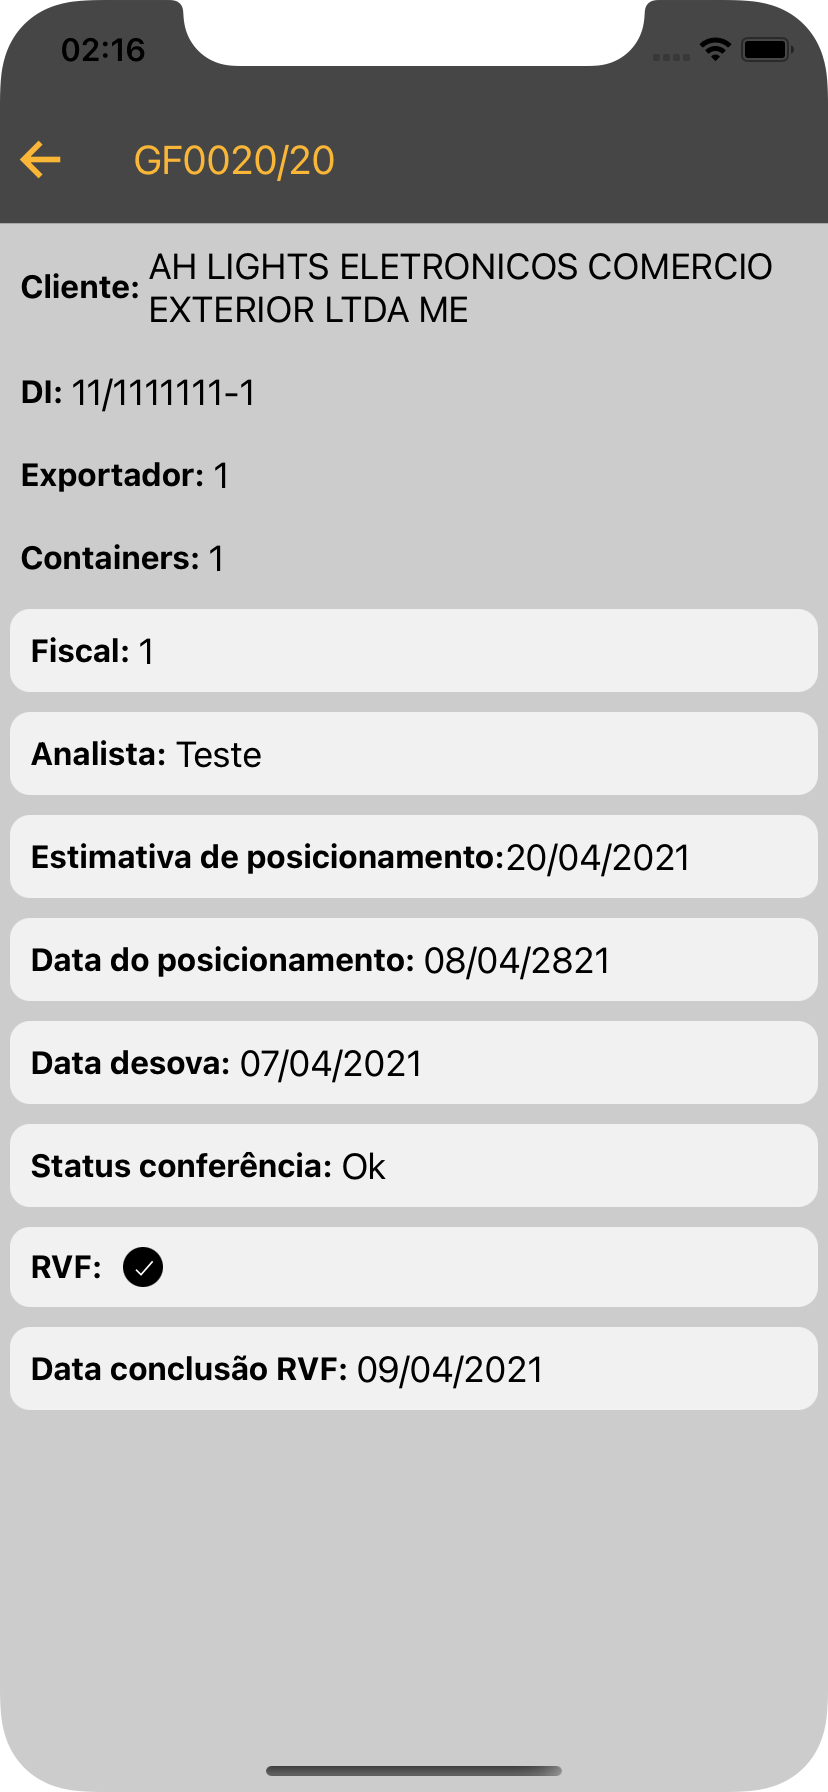 02:16
GF0020/20
Cliente: AH LIGHTS ELETRONICOS COMERCIO
EXTERIOR LTDA ME
DI: 11/1111111-1
Exportador: 1
Containers: 1
Fiscal: 1
Analista: Teste
Estimativa de posicionamento:20/04/2021
Data do posicionamento: 08/04/2821
Data desova: 07/04/2021
Status conferência: Ok
RVF:
Data conclusão RVF: 09/04/2021